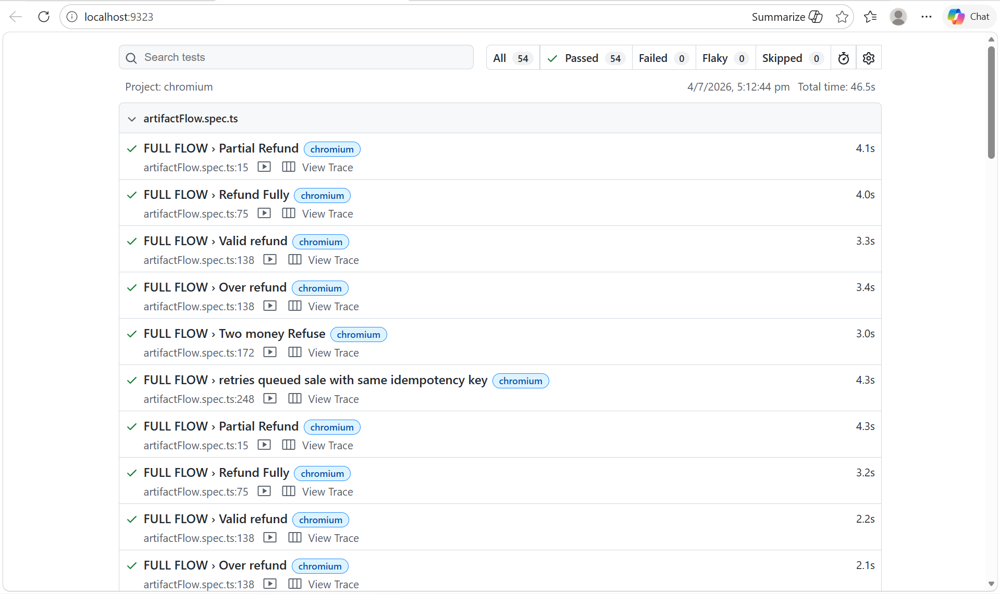 localhost:9323
Summarize
Chat
Search tests
All 54
Passed 54
Failed 0
Flaky 0
Skipped 0
Project: chromium
4/7/2026, 5:12:44 pm Total time: 46.5s
artifactFlow.spec.ts
FULL FLOW › Partial Refund chromium 4.1s
artifactFlow.spec.ts:15 View Trace
FULL FLOW › Refund Fully chromium 4.0s
artifactFlow.spec.ts:75 View Trace
FULL FLOW › Valid refund chromium 3.3s
artifactFlow.spec.ts:138 View Trace
FULL FLOW › Over refund chromium 3.4s
artifactFlow.spec.ts:138 View Trace
FULL FLOW › Two money Refuse chromium 3.0s
artifactFlow.spec.ts:172 View Trace
FULL FLOW › retries queued sale with same idempotency key chromium 4.3s
artifactFlow.spec.ts:248 View Trace
FULL FLOW › Partial Refund chromium 4.3s
artifactFlow.spec.ts:15 View Trace
FULL FLOW › Refund Fully chromium 3.2s
artifactFlow.spec.ts:75 View Trace
FULL FLOW › Valid refund chromium 2.2s
artifactFlow.spec.ts:138 View Trace
FULL FLOW › Over refund chromium 2.1s
artifactFlow.spec.ts:138 View Trace